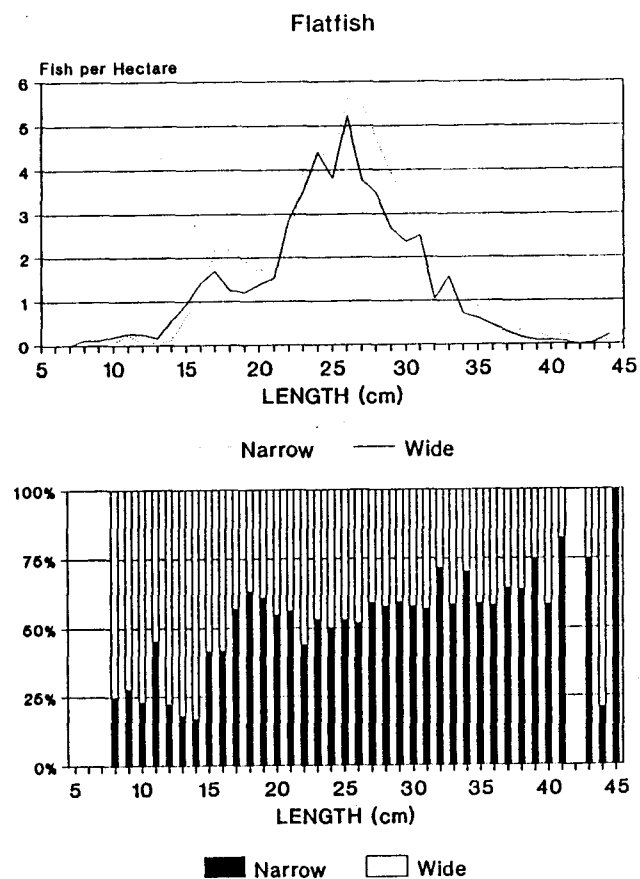 Flatfish
Fish per Hectare
6
5
4
3
2
1
0
5 10 15 20 25 30 35 40 45
LENGTH (cm)
Narrow Wide
100%
75%
50%
25%
0%
5 10 15 20 25 30 35 40 45
LENGTH (cm)
Narrow Wide